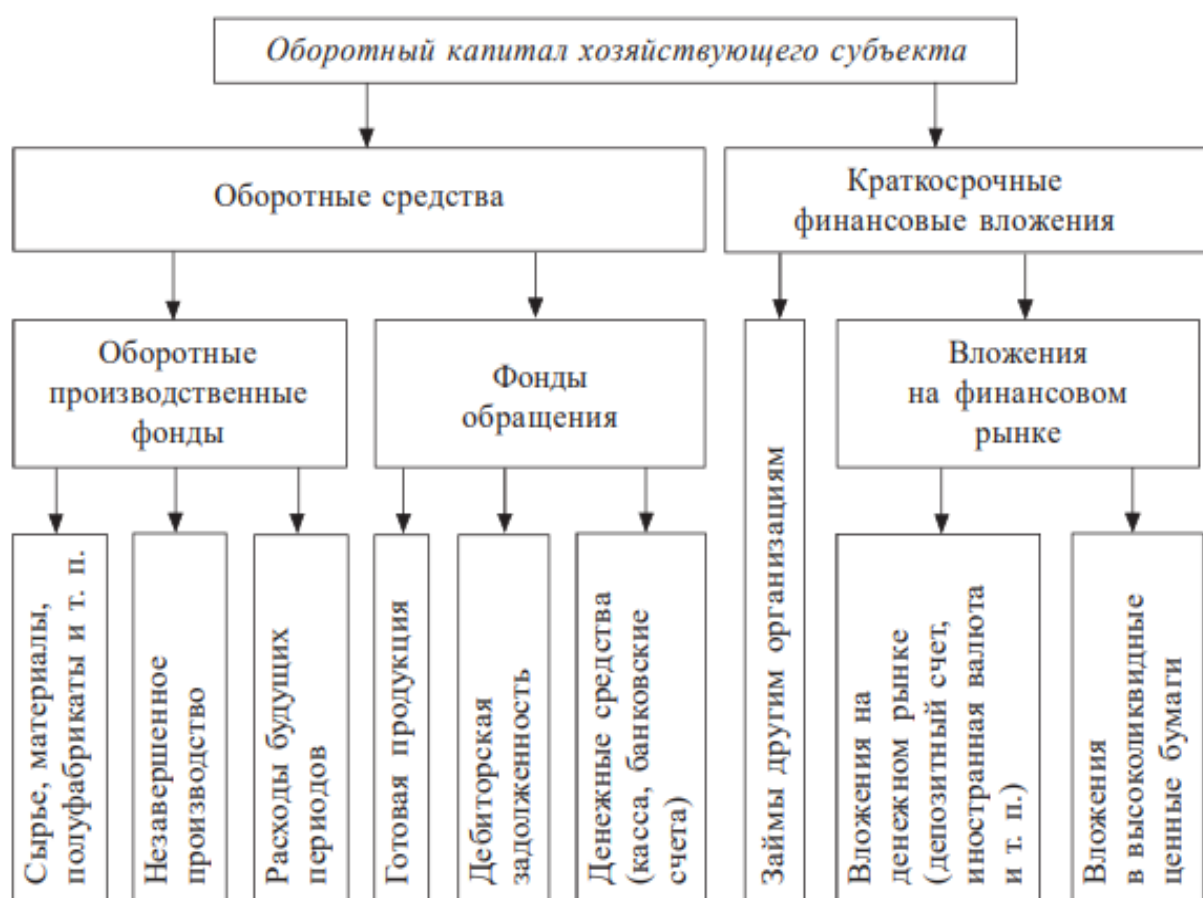 Оборотный капитал хозяйствующего субъекта
Оборотные средства
Краткосрочные
финансовые вложения
Оборотные
производственные
фонды
Фонды
обращения
Вложения
на финансовом
рынке
Сырье, материалы,
полуфабрикаты и т. п.
Незавершенное
производство
Расходы будущих
периодов
Готовая продукция
Дебиторская
задолженность
Денежные средства
(касса, банковские
счета)
Займы другим организациям
Вложения на
денежном рынке
(депозитный счет,
иностранная валюта
и т. п.)
Вложения
в высоколиквидные
ценные бумаги